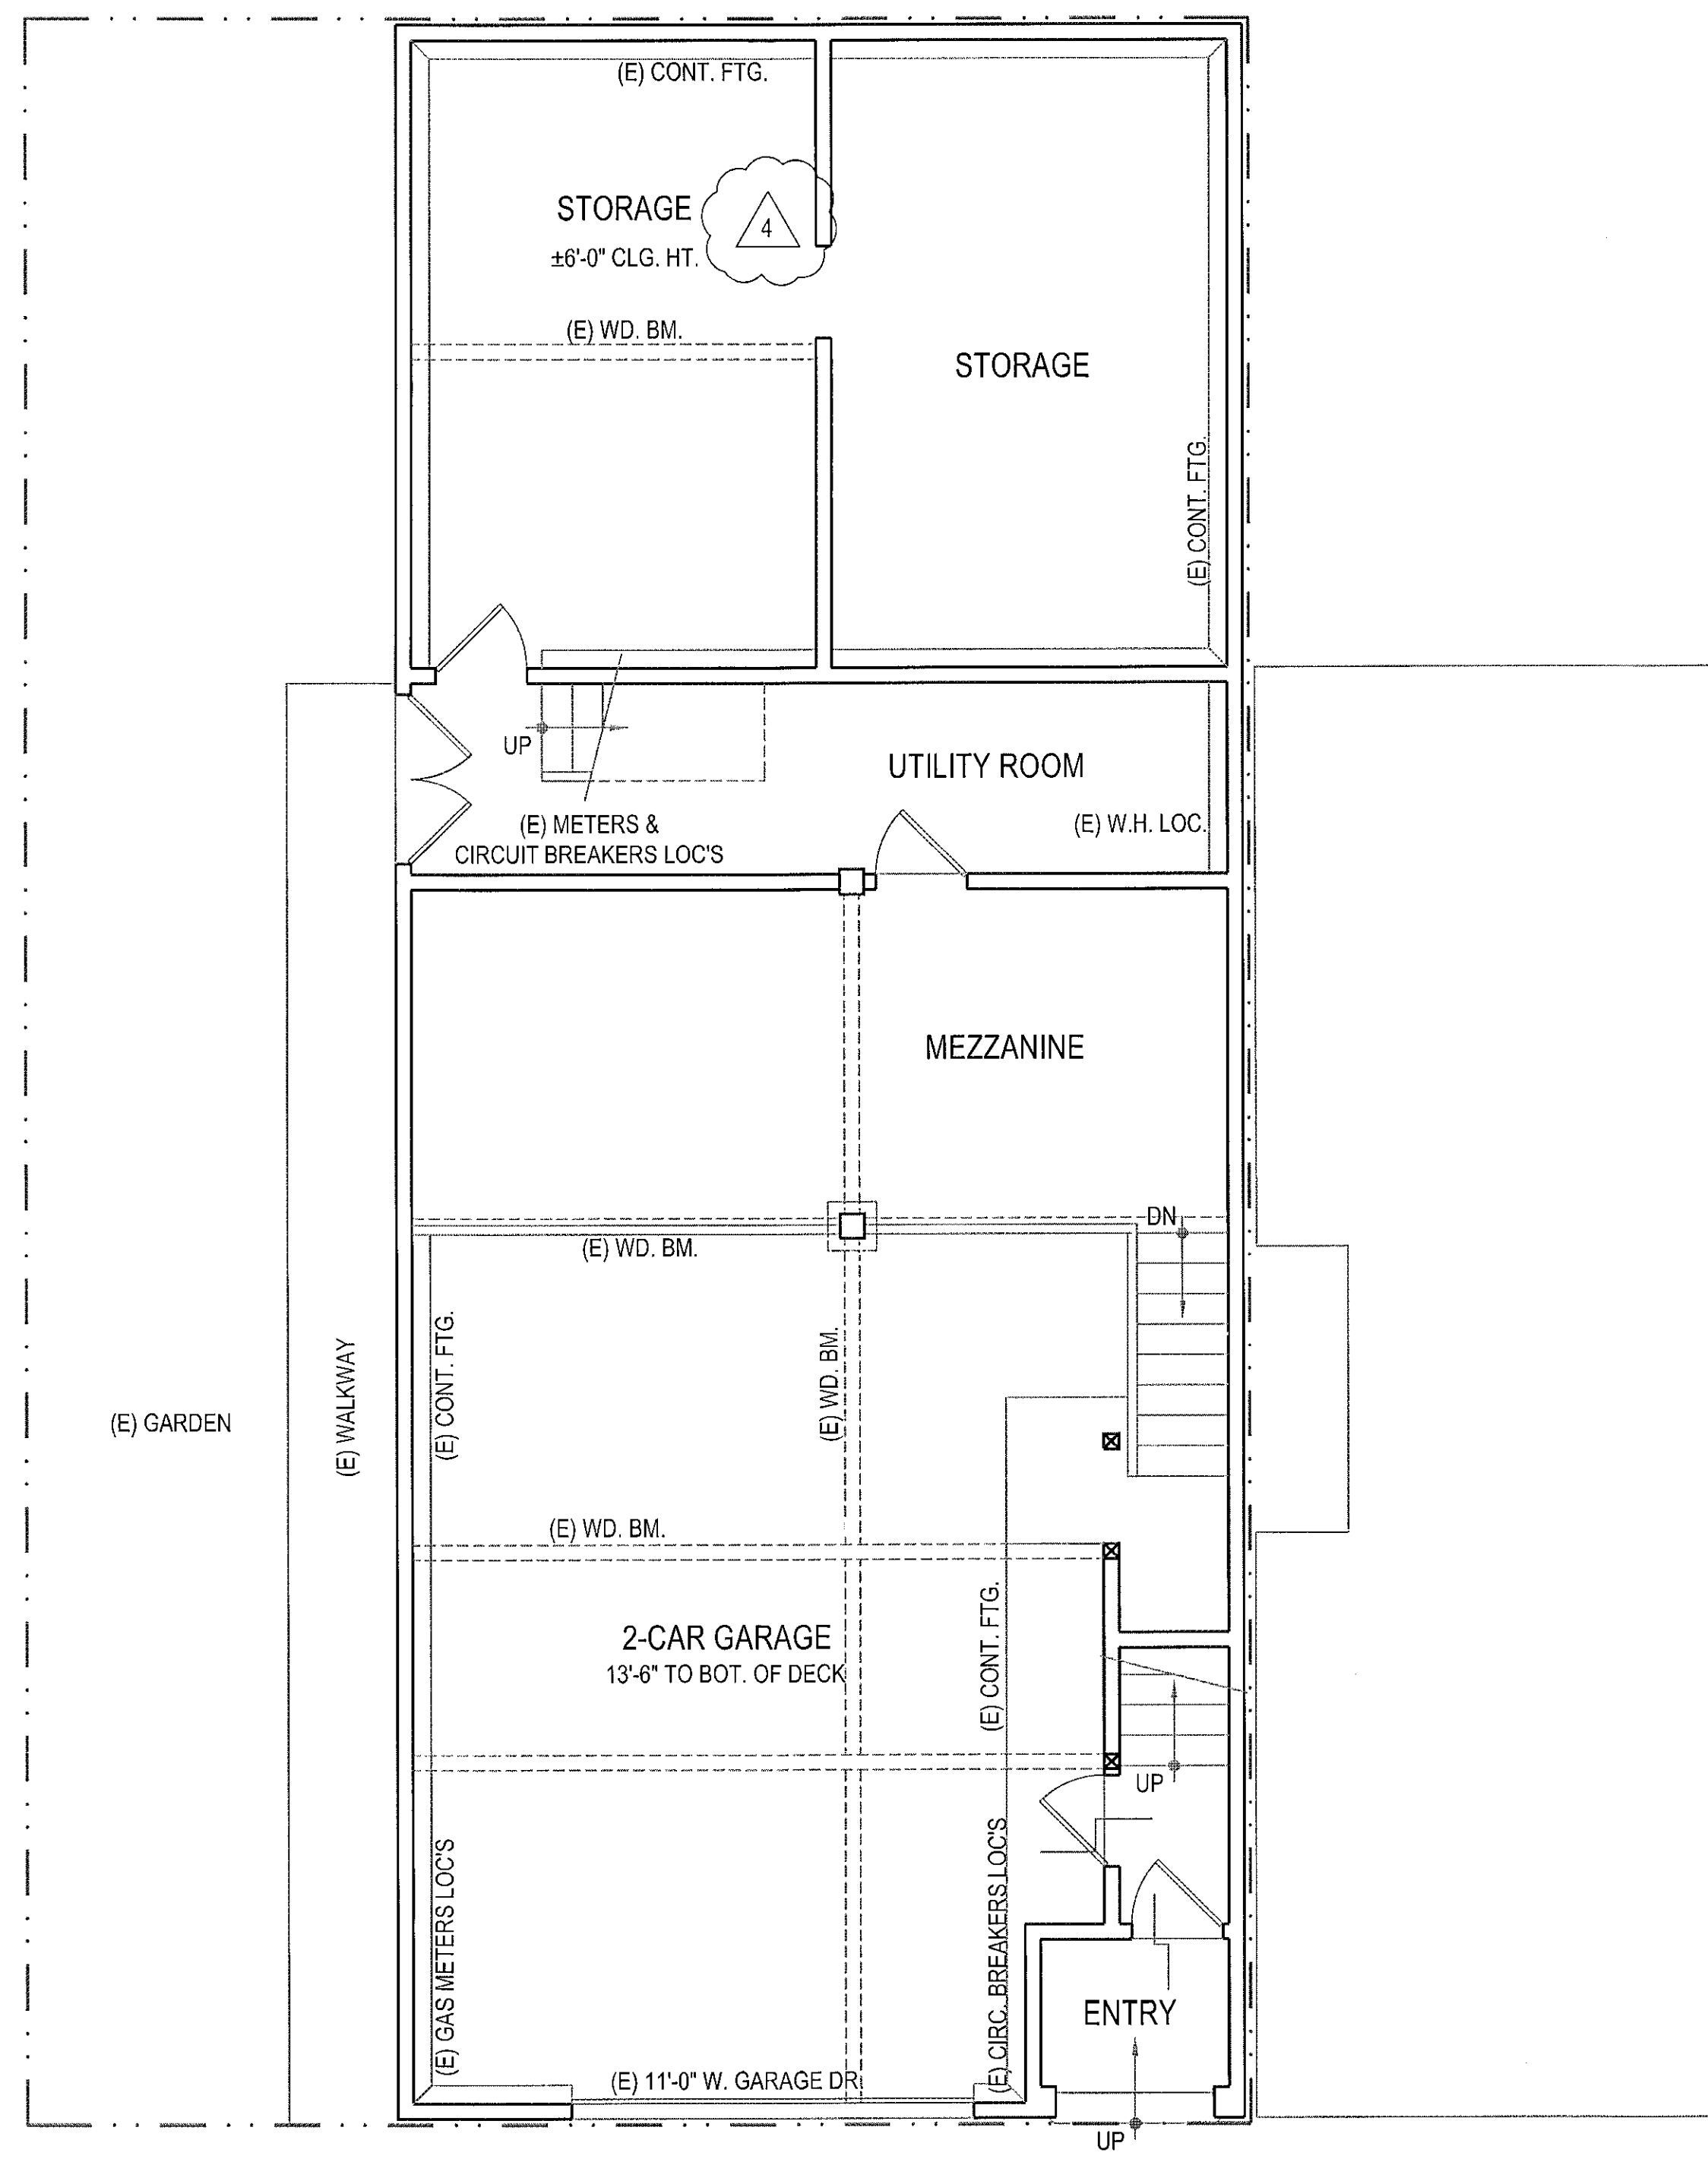 (E) CONT. FTG.
STORAGE
4
±6'-0" CLG. HT.
(E) WD. BM.
STORAGE
(E) CONT. FTG.
UP
UTILITY ROOM
(E) METERS &
CIRCUIT BREAKERS LOC'S
(E) W.H. LOC.
MEZZANINE
DN
(E) WD. BM.
(E) CONT. FTG.
(E) WD. BM.
(E) WALKWAY
(E) GARDEN
(E) WD. BM.
(E) CONT. FTG.
2-CAR GARAGE
13'-6" TO BOT. OF DECK
UP
(E) GAS METERS LOC'S
(E) CIRC. BREAKERS LOC'S
ENTRY
(E) 11'-0" W. GARAGE DR.
UP